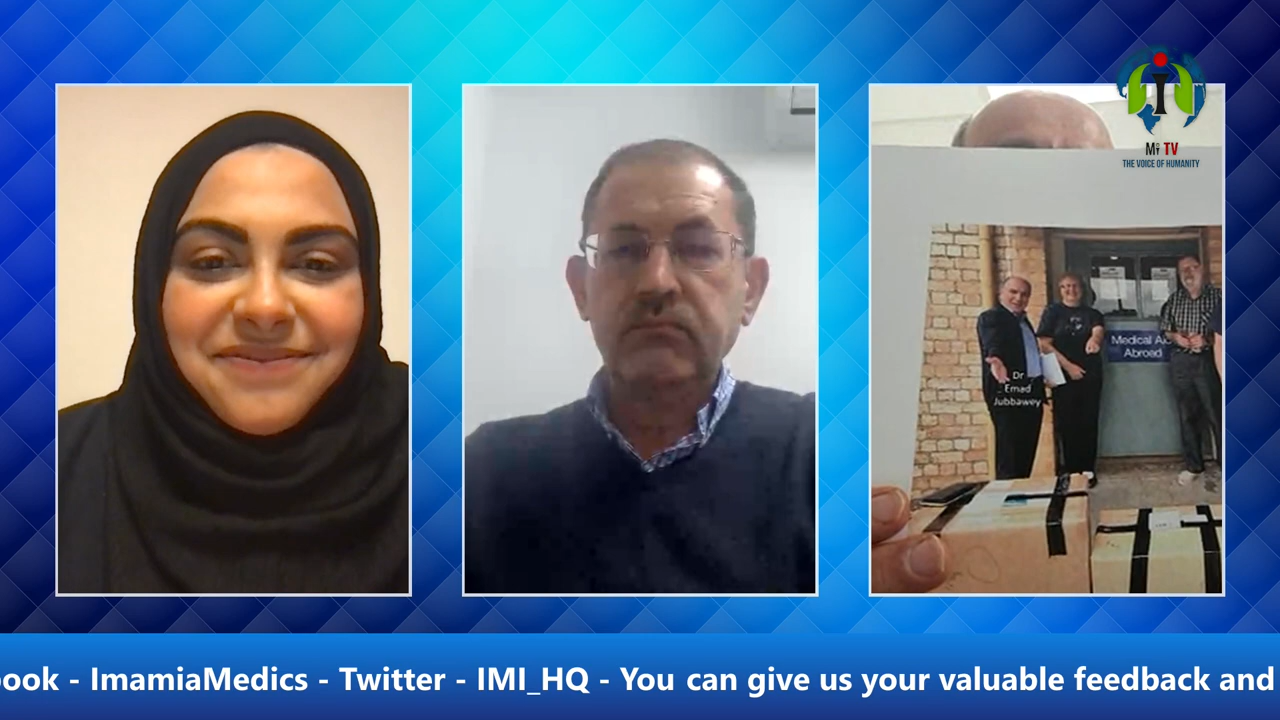 Mi TV
THE VOICE OF HUMANITY
Medical Aid
Abroad
Dr
Emad
Jubbawey
ook - ImamiaMedics - Twitter - IMI_HQ - You can give us your valuable feedback and